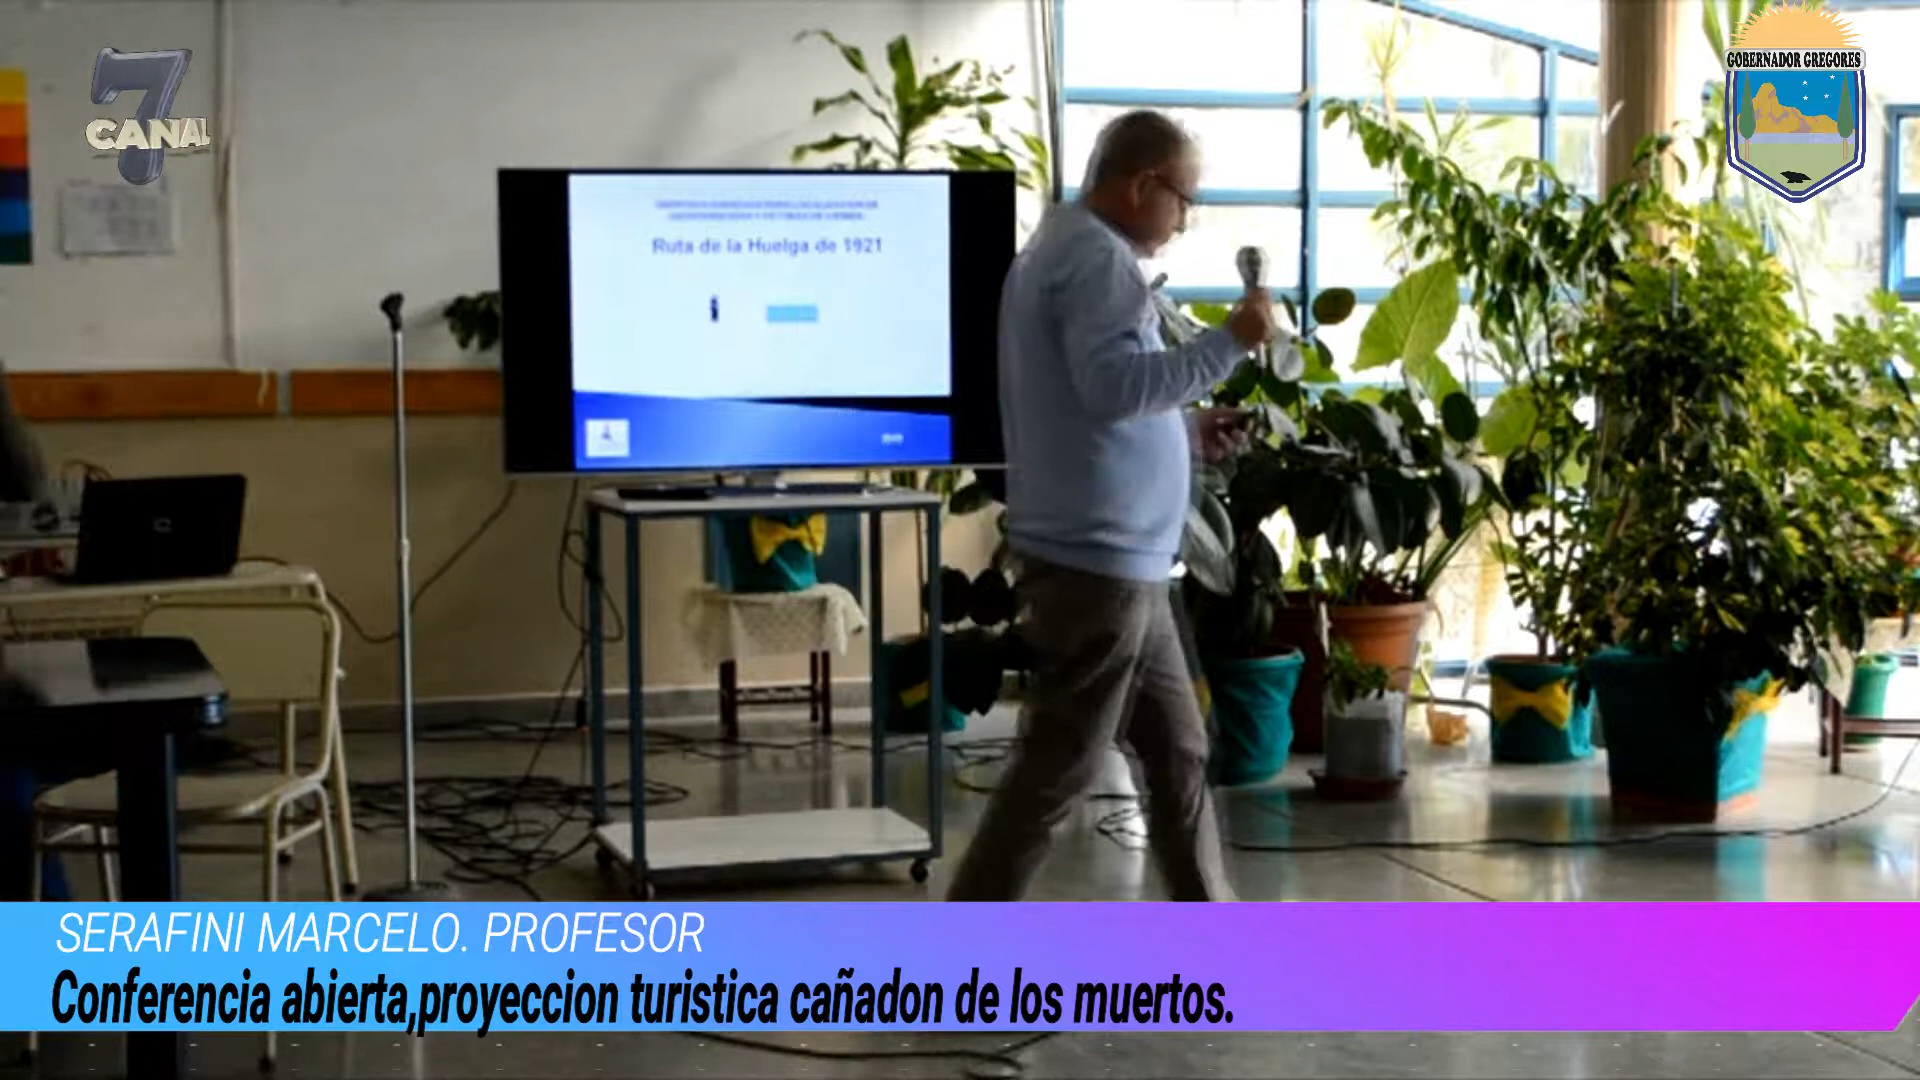 7
CANAL
GOBERNADOR GREGORES
Ruta de la Huelga de 1921
SERAFINI MARCELO. PROFESOR
Conferencia abierta,proyeccion turistica cañadon de los muertos.